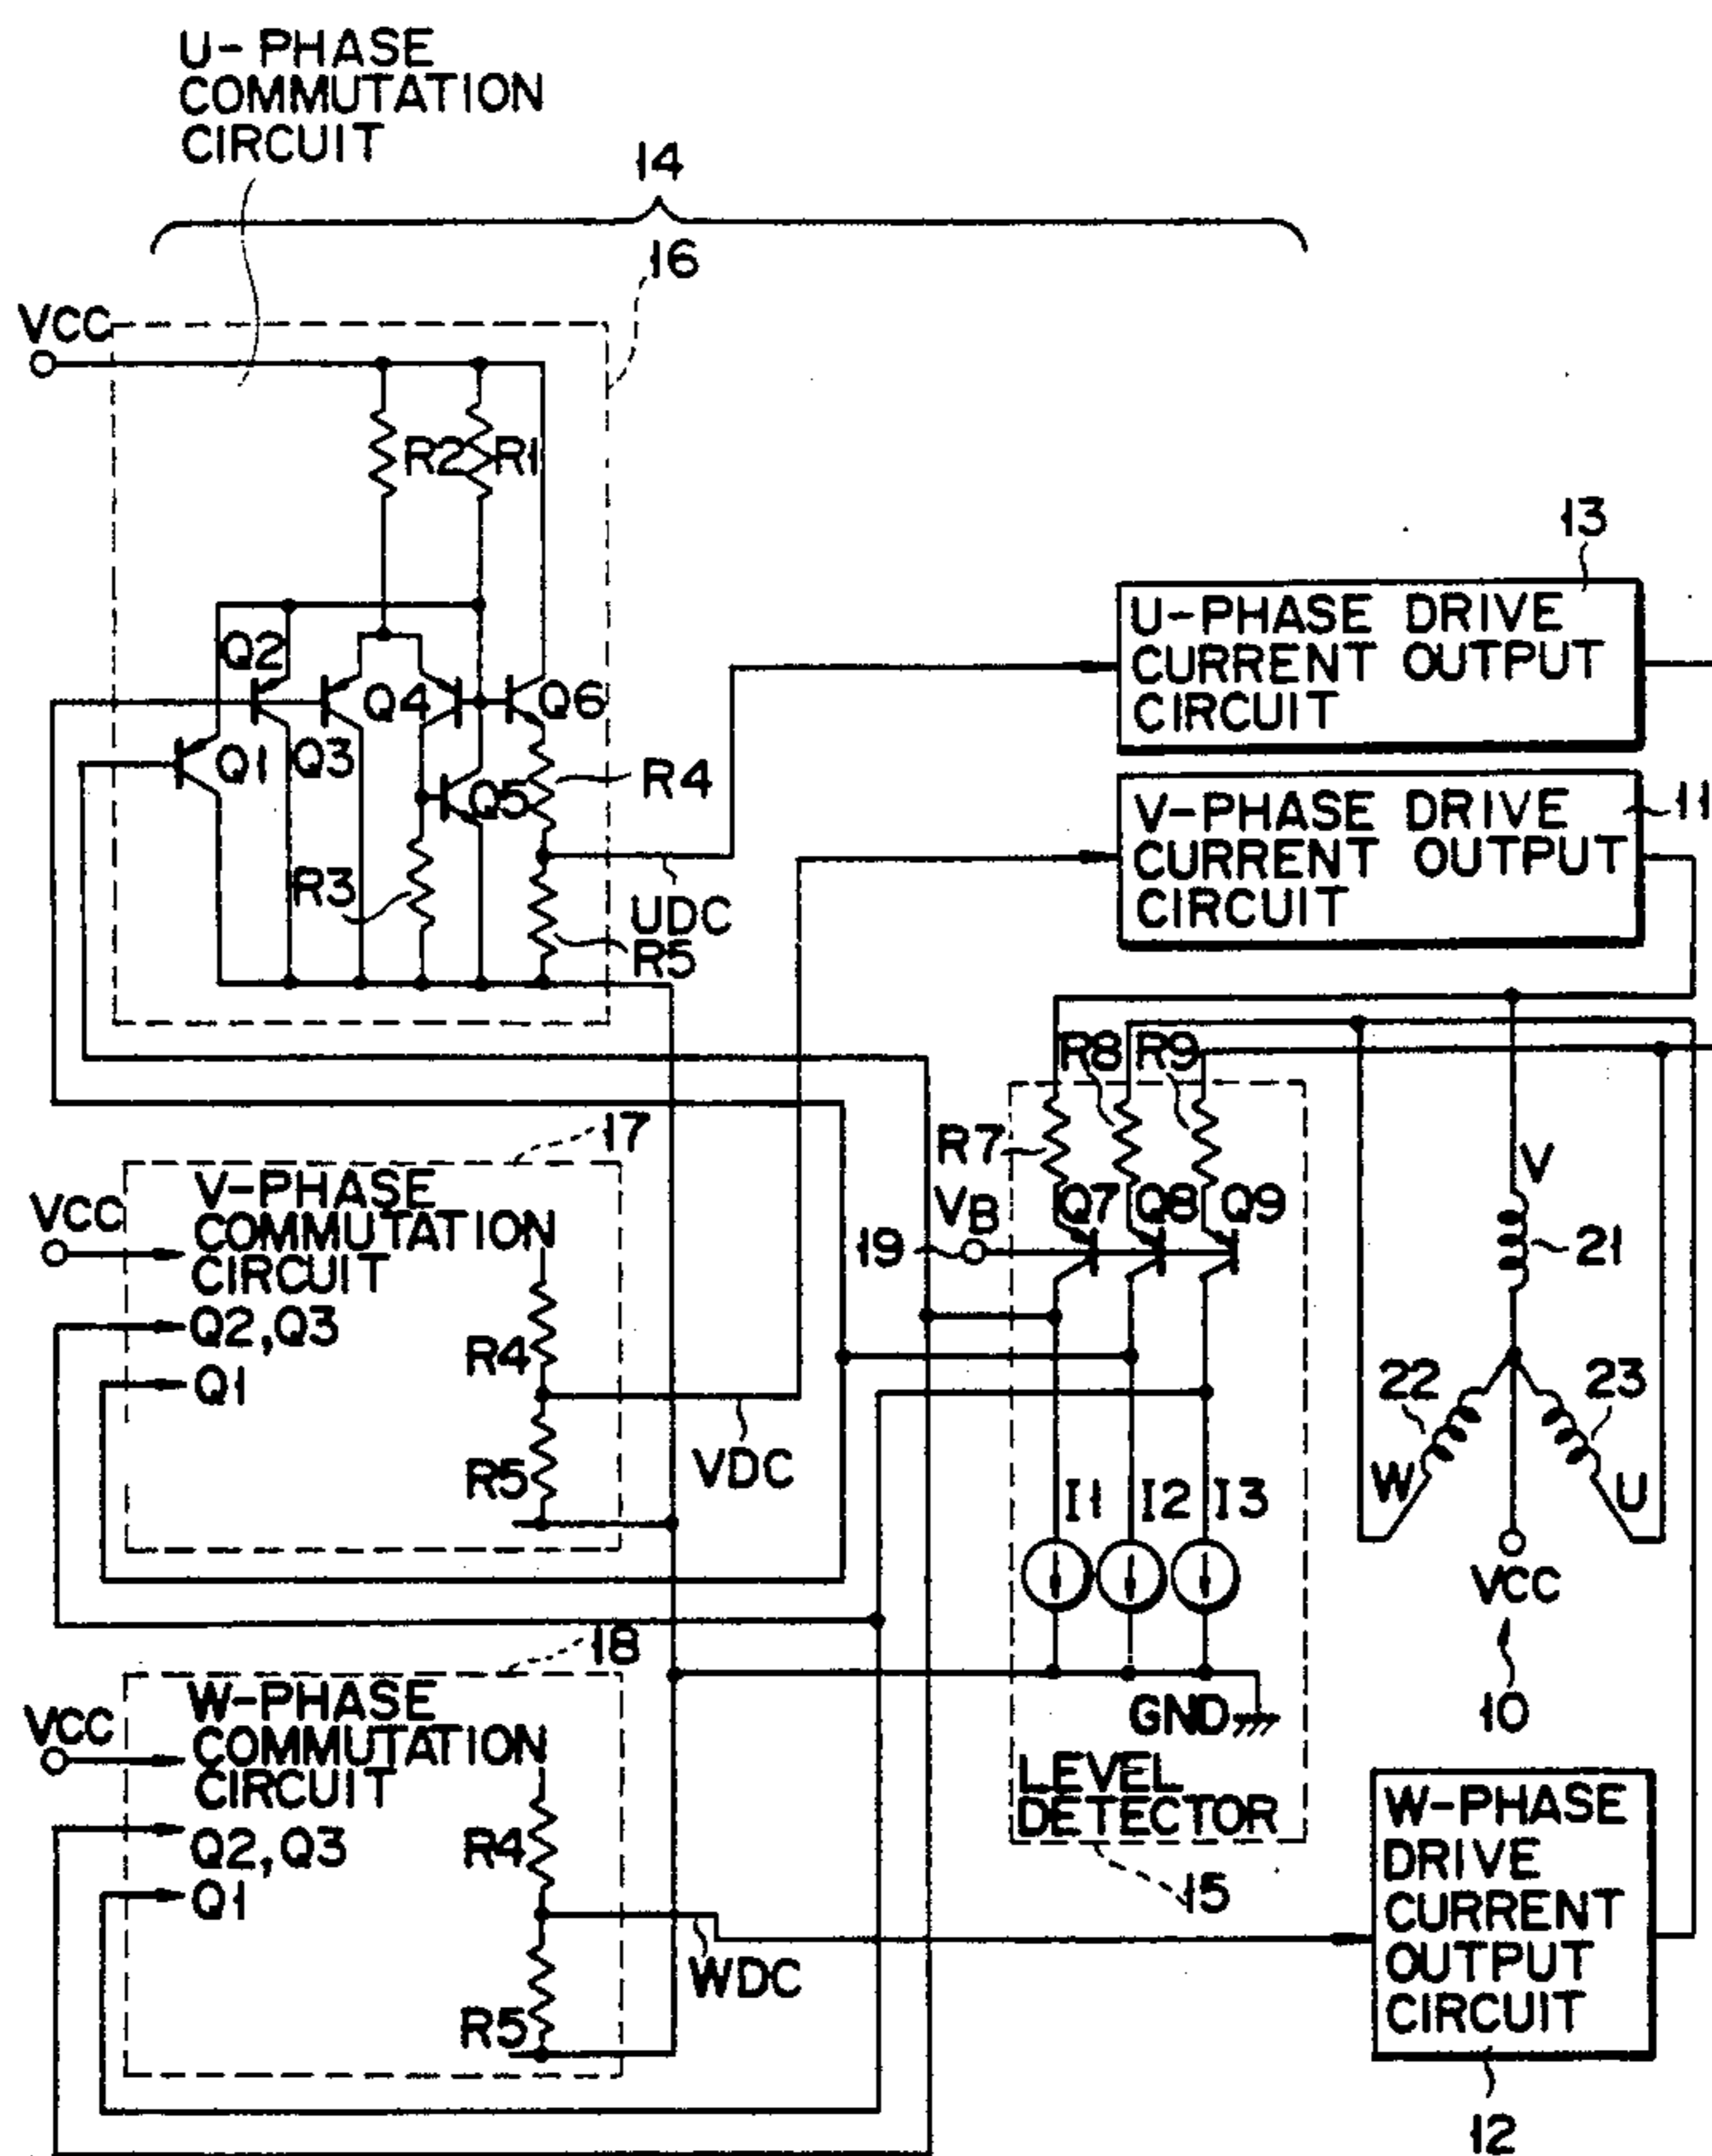 U-PHASE
COMMUTATION
CIRCUIT
14
16
VCC
R2
R1
13
U-PHASE DRIVE
CURRENT OUTPUT
CIRCUIT
Q2
Q4
Q6
Q1
Q3
Q5
R4
V-PHASE DRIVE
CURRENT OUTPUT
CIRCUIT
11
R3
UDC
R5
R8
R9
17
R7
V-PHASE
COMMUTATION
CIRCUIT
VCC
Q2,Q3
Q1
R4
R5
VDC
VB
19
Q7
Q8
Q9
V
21
22
23
W
U
I1
I2
I3
VCC
10
18
W-PHASE
COMMUTATION
CIRCUIT
VCC
Q2,Q3
Q1
R4
R5
WDC
GND
LEVEL
DETECTOR
15
W-PHASE
DRIVE
CURRENT
OUTPUT
CIRCUIT
12